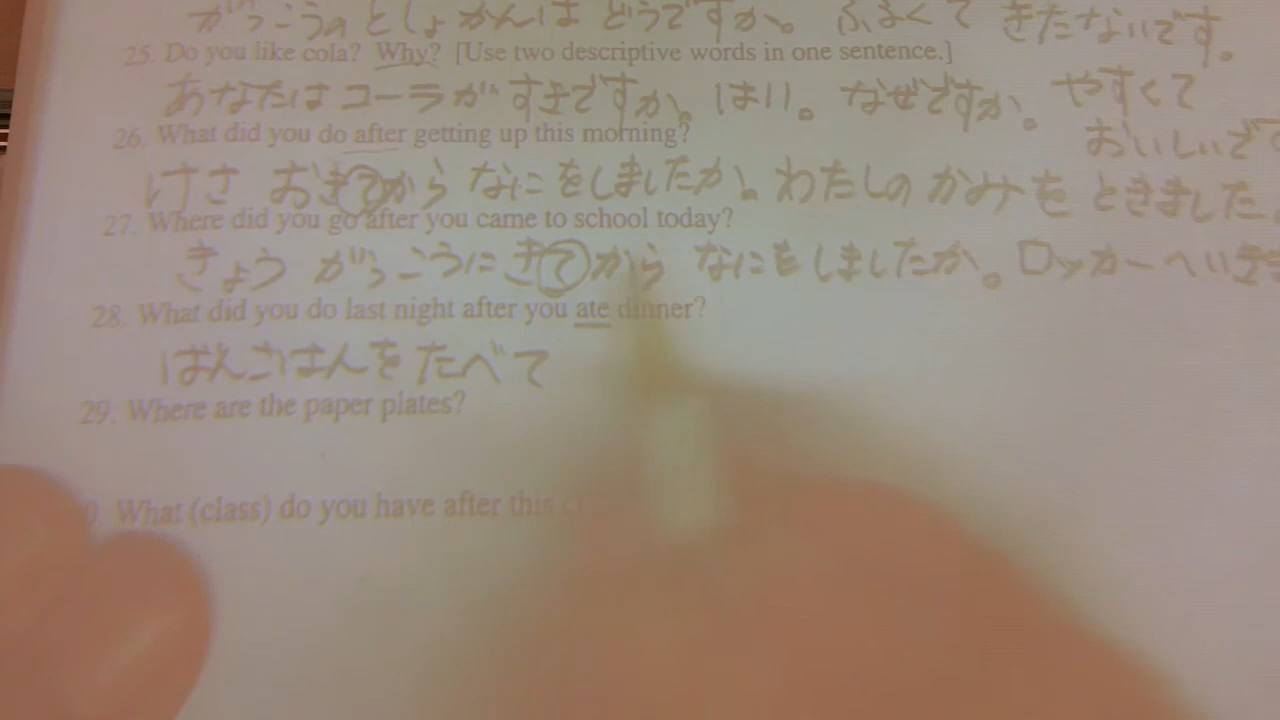 がっこうの としょかんは どうですか。 ふるくて きたないです。
25. Do you like cola? Why? [Use two descriptive words in one sentence.]
あなたは コーラが すきですか。 はい。 なぜですか。 やすくて
おいしいで
26. What did you do after getting up this morning?
けさ おきてから なにをしましたか。 わたしの かみを ときました
27. Where did you go after you came to school today?
きょう がっこうに きてから なにをしましたか。 ロッカーへいき
28. What did you do last night after you ate dinner?
ばんごはんを たべて
29. Where are the paper plates?
What (class) do you have after this